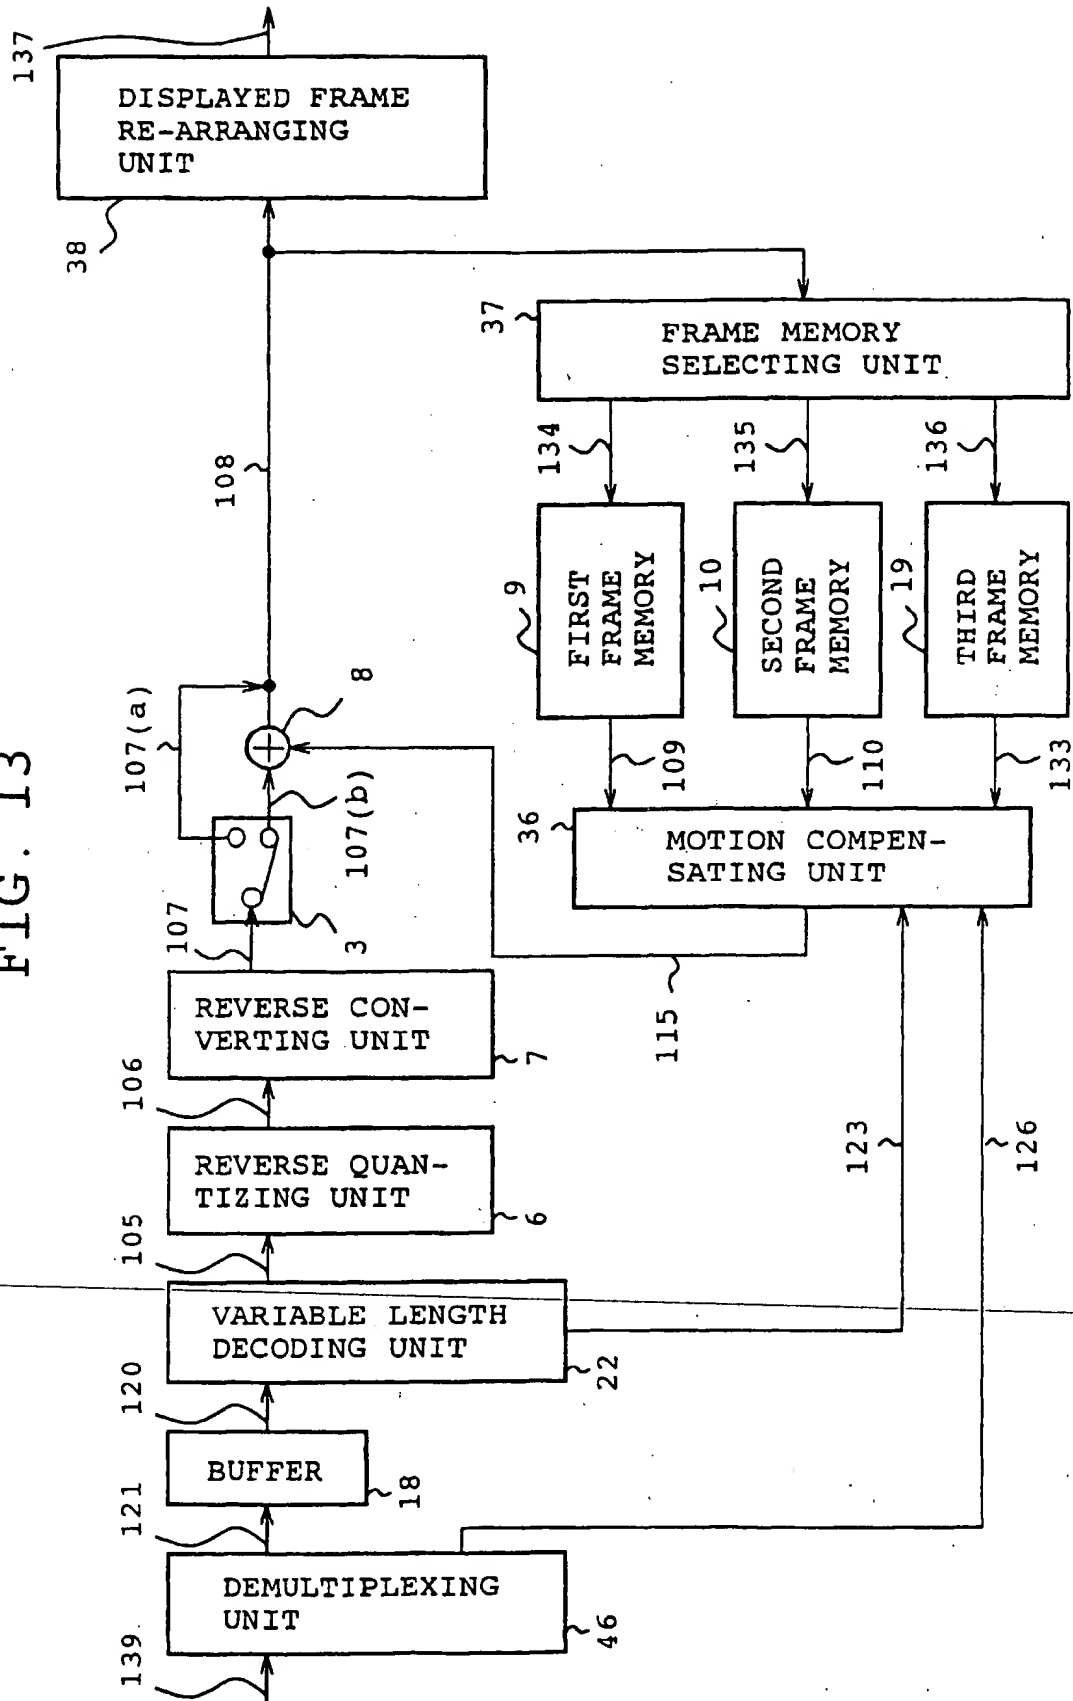 FIG. 13
137
DISPLAYED FRAME
RE-ARRANGING
UNIT
38
108
37
FRAME MEMORY
SELECTING UNIT
134
135
136
9
FIRST
FRAME
MEMORY
10
SECOND
FRAME
MEMORY
19
THIRD
FRAME
MEMORY
107(a)
8
107(b)
109
110
133
36
MOTION COMPEN-
SATING UNIT
107
3
REVERSE CON-
VERTING UNIT
7
115
106
REVERSE QUAN-
TIZING UNIT
6
123
126
105
VARIABLE LENGTH
DECODING UNIT
22
120
BUFFER
18
121
DEMULTIPLEXING
UNIT
46
139